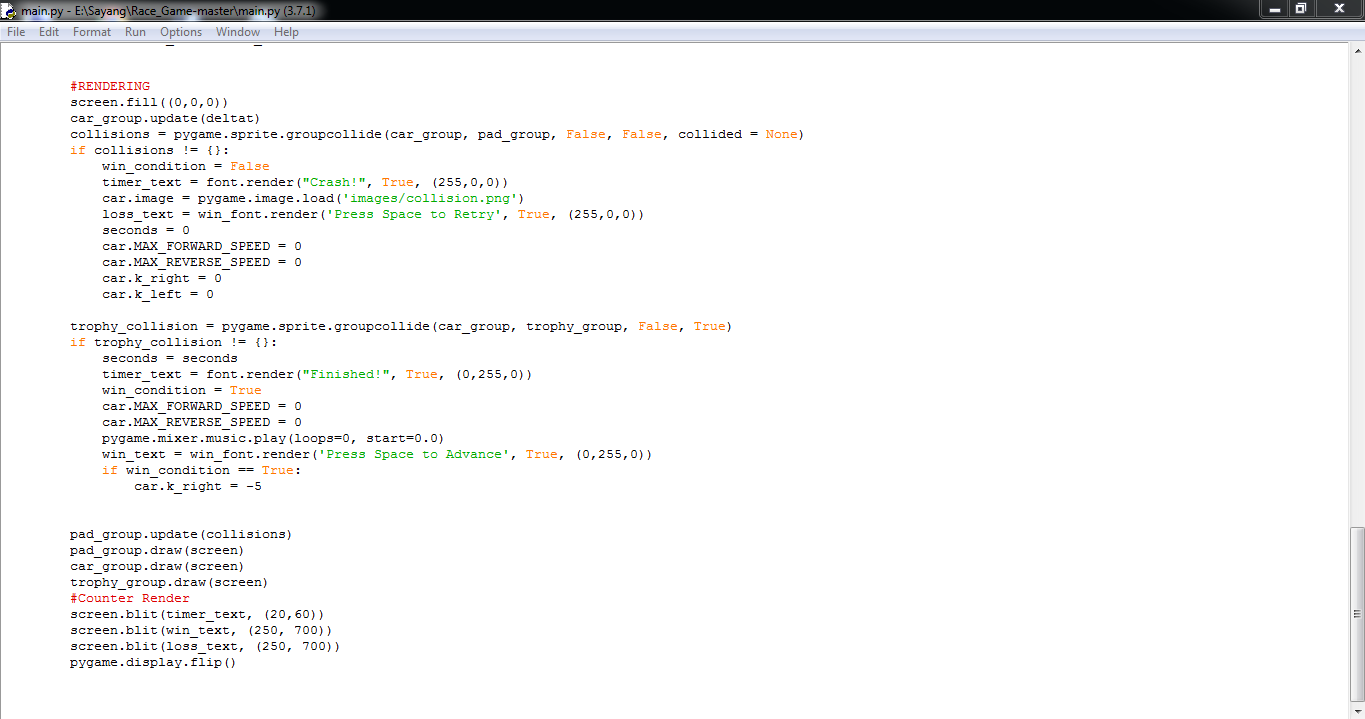 main.py - E:\Sayang\Race_Game-master\main.py (3.7.1)
File Edit Format Run Options Window Help
#RENDERING
screen.fill((0,0,0))
car_group.update(deltat)
collisions = pygame.sprite.groupcollide(car_group, pad_group, False, False, collided = None)
if collisions != {}:
    win_condition = False
    timer_text = font.render("Crash!", True, (255,0,0))
    car.image = pygame.image.load('images/collision.png')
    loss_text = win_font.render('Press Space to Retry', True, (255,0,0))
    seconds = 0
    car.MAX_FORWARD_SPEED = 0
    car.MAX_REVERSE_SPEED = 0
    car.k_right = 0
    car.k_left = 0
trophy_collision = pygame.sprite.groupcollide(car_group, trophy_group, False, True)
if trophy_collision != {}:
    seconds = seconds
    timer_text = font.render("Finished!", True, (0,255,0))
    win_condition = True
    car.MAX_FORWARD_SPEED = 0
    car.MAX_REVERSE_SPEED = 0
    pygame.mixer.music.play(loops=0, start=0.0)
    win_text = win_font.render('Press Space to Advance', True, (0,255,0))
    if win_condition == True:
        car.k_right = -5
pad_group.update(collisions)
pad_group.draw(screen)
car_group.draw(screen)
trophy_group.draw(screen)
#Counter Render
screen.blit(timer_text, (20,60))
screen.blit(win_text, (250, 700))
screen.blit(loss_text, (250, 700))
pygame.display.flip()